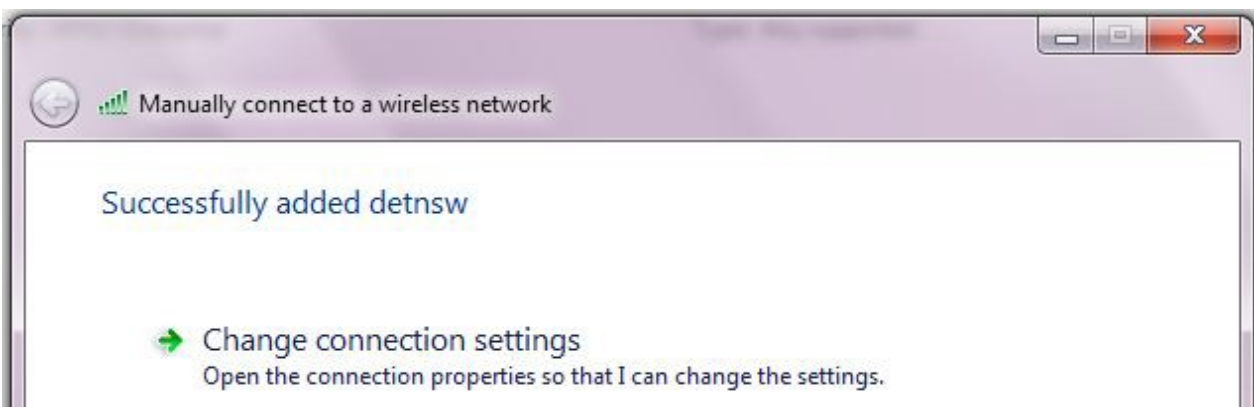 Manually connect to a wireless network
Successfully added detnsw
Change connection settings
Open the connection properties so that I can change the settings.